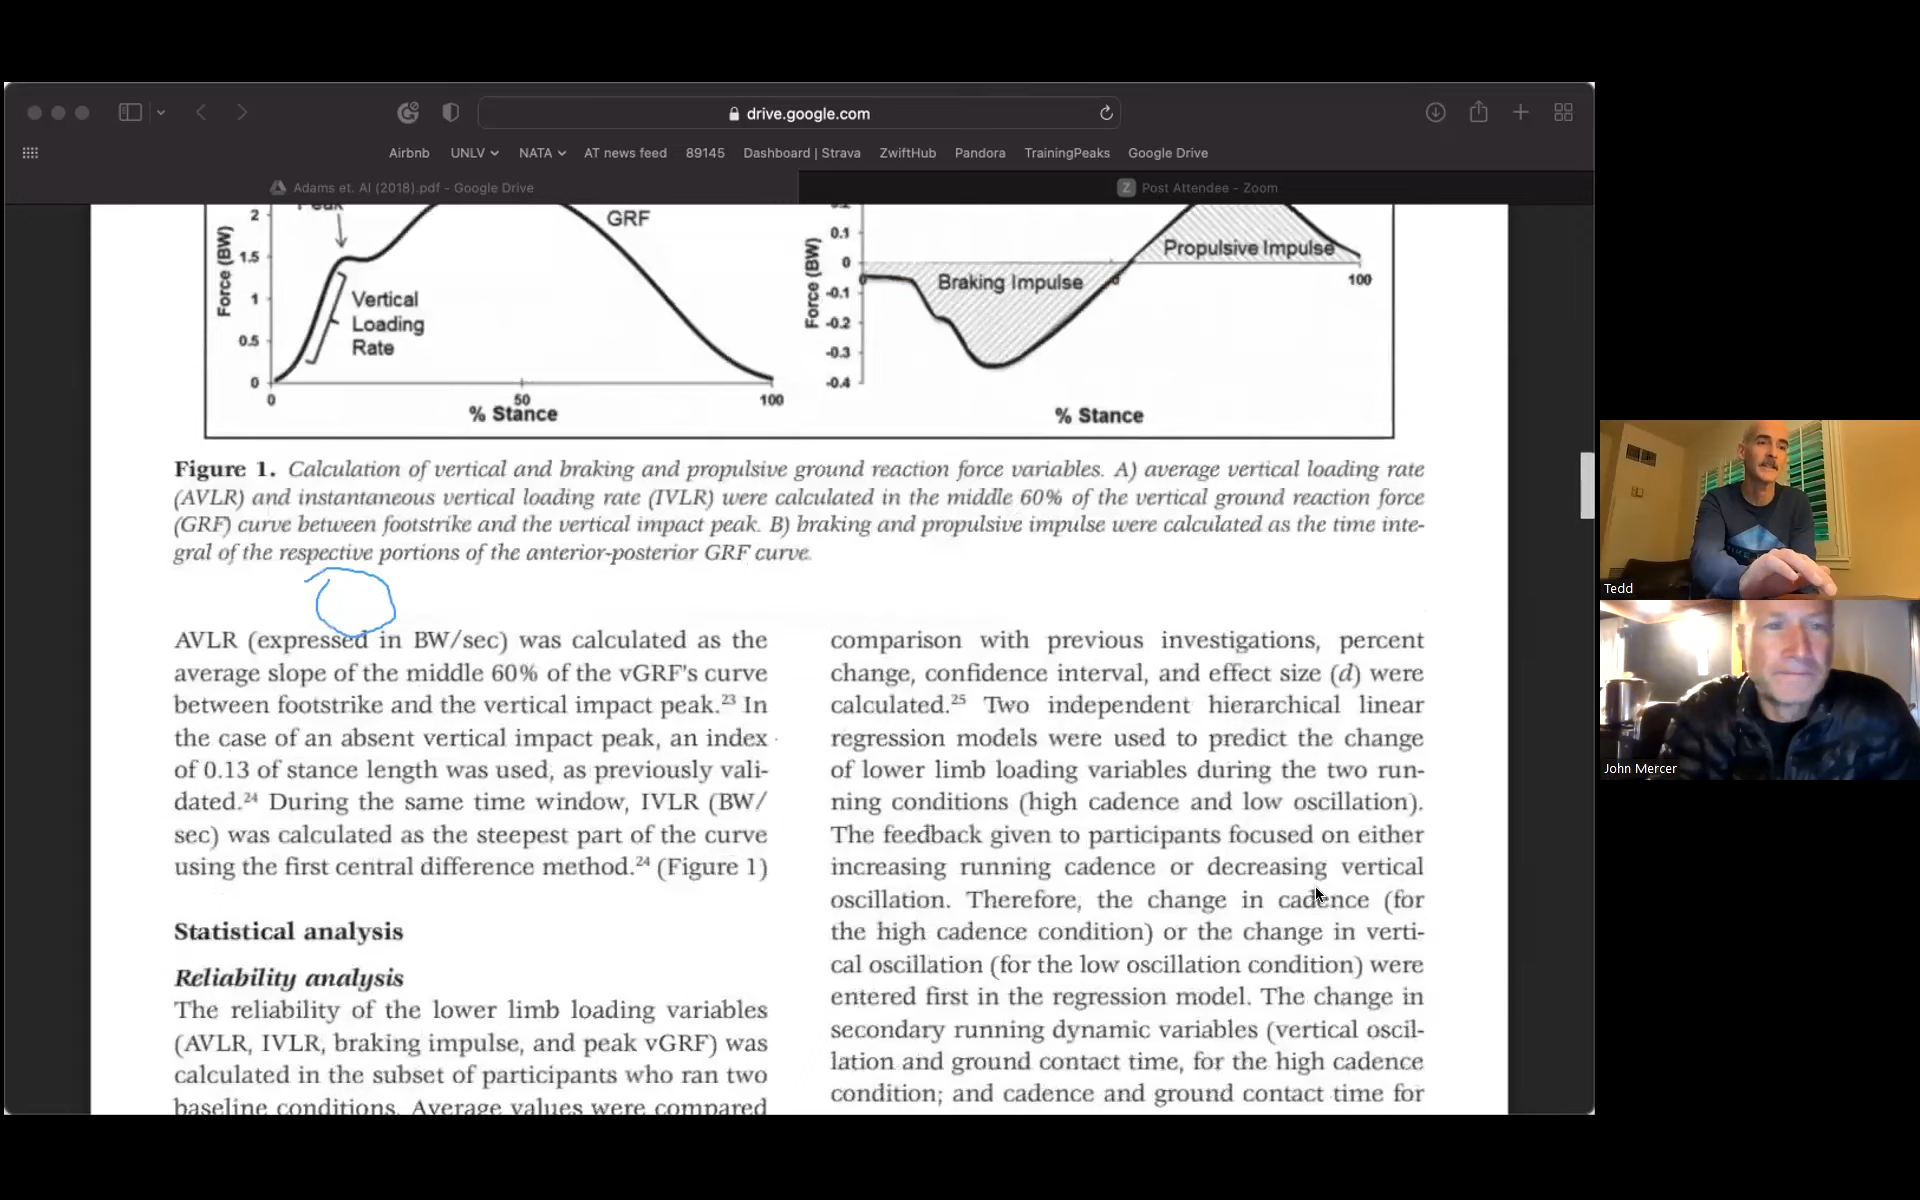 drive.google.com
Airbnb UNLV NATA AT news feed 89145 Dashboard | Strava ZwiftHub Pandora TrainingPeaks Google Drive
Adams et. Al (2018).pdf - Google Drive
Z Post Attendee - Zoom
Peak
GRF
2
1.5
1
0.5
0
Force (BW)
Vertical
Loading
Rate
0 50 100
% Stance
0.2
0.1
0
-0.1
-0.2
-0.3
-0.4
Force (BW)
Propulsive Impulse
Braking Impulse
0 100
% Stance
Figure 1. Calculation of vertical and braking and propulsive ground reaction force variables. A) average vertical loading rate
(AVLR) and instantaneous vertical loading rate (IVLR) were calculated in the middle 60% of the vertical ground reaction force
(GRF) curve between footstrike and the vertical impact peak. B) braking and propulsive impulse were calculated as the time inte-
gral of the respective portions of the anterior-posterior GRF curve.
AVLR (expressed in BW/sec) was calculated as the
average slope of the middle 60% of the vGRF's curve
between footstrike and the vertical impact peak.23 In
the case of an absent vertical impact peak, an index
of 0.13 of stance length was used, as previously vali-
dated.24 During the same time window, IVLR (BW/
sec) was calculated as the steepest part of the curve
using the first central difference method.24 (Figure 1)
Statistical analysis
Reliability analysis
The reliability of the lower limb loading variables
(AVLR, IVLR, braking impulse, and peak vGRF) was
calculated in the subset of participants who ran two
baseline conditions. Average values were compared
comparison with previous investigations, percent
change, confidence interval, and effect size (d) were
calculated.25 Two independent hierarchical linear
regression models were used to predict the change
of lower limb loading variables during the two run-
ning conditions (high cadence and low oscillation).
The feedback given to participants focused on either
increasing running cadence or decreasing vertical
oscillation. Therefore, the change in cadence (for
the high cadence condition) or the change in verti-
cal oscillation (for the low oscillation condition) were
entered first in the regression model. The change in
secondary running dynamic variables (vertical oscil-
lation and ground contact time, for the high cadence
condition; and cadence and ground contact time for
Tedd
John Mercer